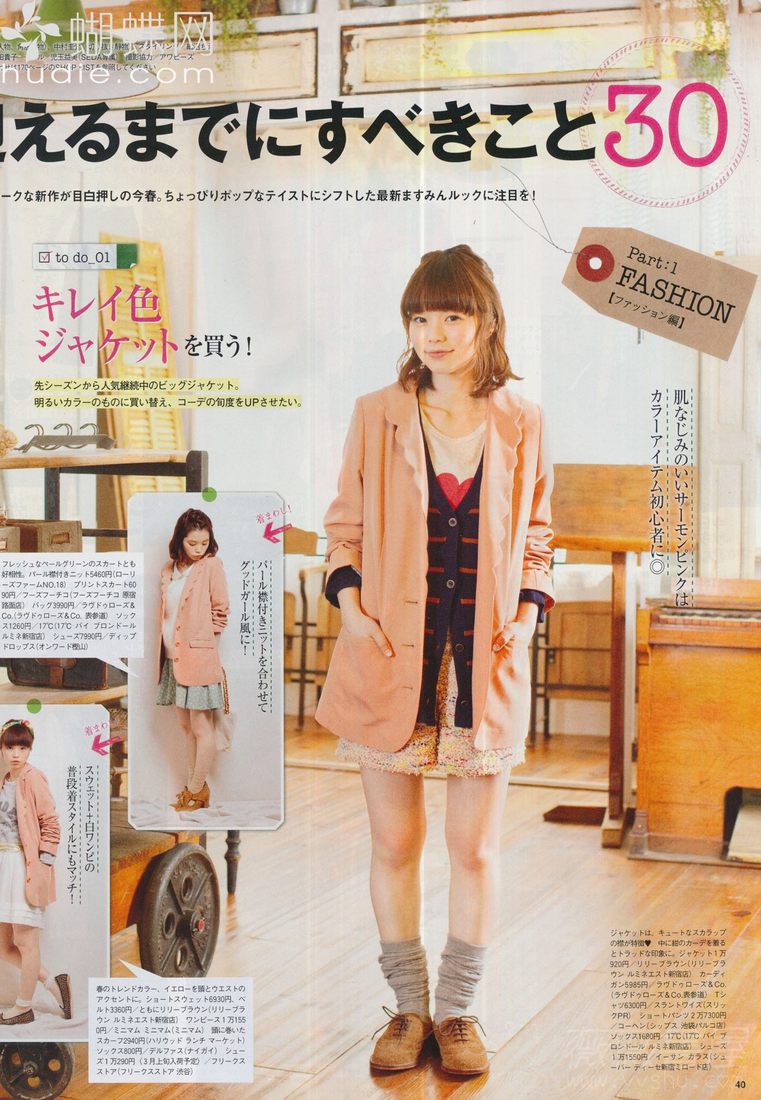 蝴蝶网
hudie.com
迎えるまでにすべきこと30
ークな新作が目白押しの今春。ちょっぴりポップなテイストにシフトした最新ますみんルックに注目を!
to do_01
キレイ色
ジャケットを買う!
先シーズンから人気継続中のビッグジャケット。
明るいカラーのものに買い替え、コーデの旬度をUPさせたい。
Part:1
FASHION
【ファッション編】
肌なじみのいいサーモンピンクは
カラーアイテム初心者に◎
着まわし!
パール襟付きニットを合わせて
グッドガール風に!
フレッシュなペールグリーンのスカートとも
好相性。パール襟付きニット5460円(ローリ
ーズファームNO.18) プリントスカート60
90円/フーズフーチコ(フーズフーチコ 原宿
路面店) バッグ3990円/ラヴドゥローズ&
Co.(ラヴドゥローズ&Co. 表参道) ソック
ス1260円/17℃(17℃ バイ ブロンドール
ルミネ新宿店) シューズ7990円/ディップ
ドロップス(オンワード樫山)
着まわし
スウェット+白ワンピの
普段着スタイルにもマッチ!
春のトレンドカラー、イエローを頭とウエストの
アクセントに。ショートスウェット6930円、ベ
ルト3360円/ともにリリーブラウン(リリーブラ
ウン ルミネエスト新宿店) ワンピース1万155
0円/ミニマム ミニマム(ミニマム) 頭に巻いた
スカーフ2940円(ハリウッド ランチ マーケット)
ソックス800円/デルファス(ナイガイ) シュー
ズ1万290円(3月上旬入荷予定)/フリークス
ストア(フリークスストア 渋谷)
ジャケットは、キュートなスカラップ
の襟が特徴♥ 中に紺のカーデを着る
とトラッドな印象に。ジャケット1万
920円/リリーブラウン(リリーブラ
ウン ルミネエスト新宿店) カーディ
ガン5985円/ラヴドゥローズ&Co.
(ラヴドゥローズ&Co.表参道) Tシ
ャツ6300円/スラントワイズ(スリッ
クPR) ショートパンツ2万7300円
/コーヘン(シップス 池袋パルコ店)
ソックス1680円/17℃(17℃ バイ ブ
ロンドール ルミネ新宿店) シューズ
1万1550円/イーサン カラス(シュ
ーバー ディーセ新宿ミロード店)
40